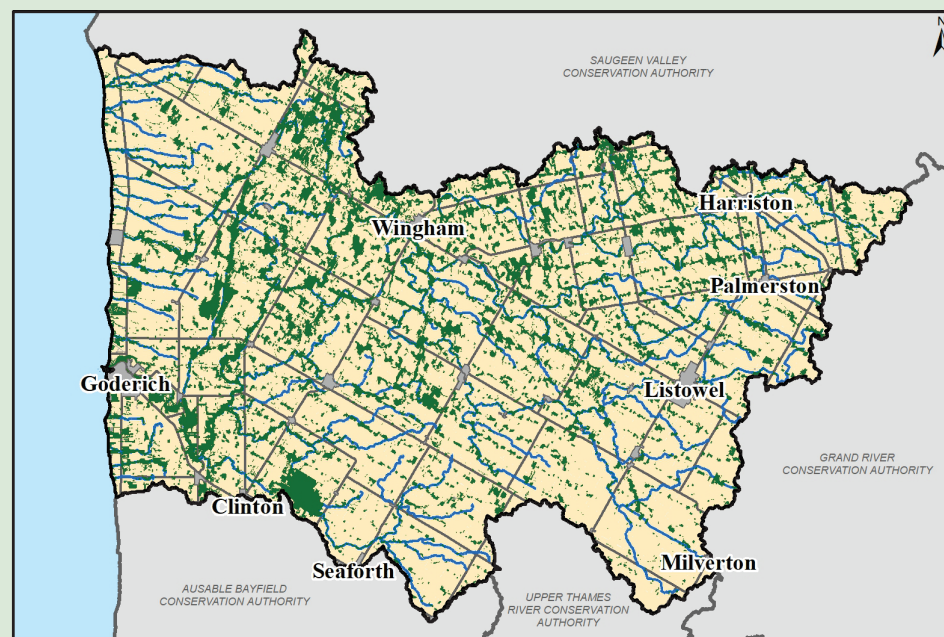 N
SAUGEEN VALLEY
CONSERVATION AUTHORITY
Harriston
Wingham
Palmerston
Goderich
Listowel
GRAND RIVER
CONSERVATION AUTHORITY
Clinton
Seaforth
Milverton
AUSABLE BAYFIELD
CONSERVATION AUTHORITY
UPPER THAMES
RIVER CONSERVATION
AUTHORITY